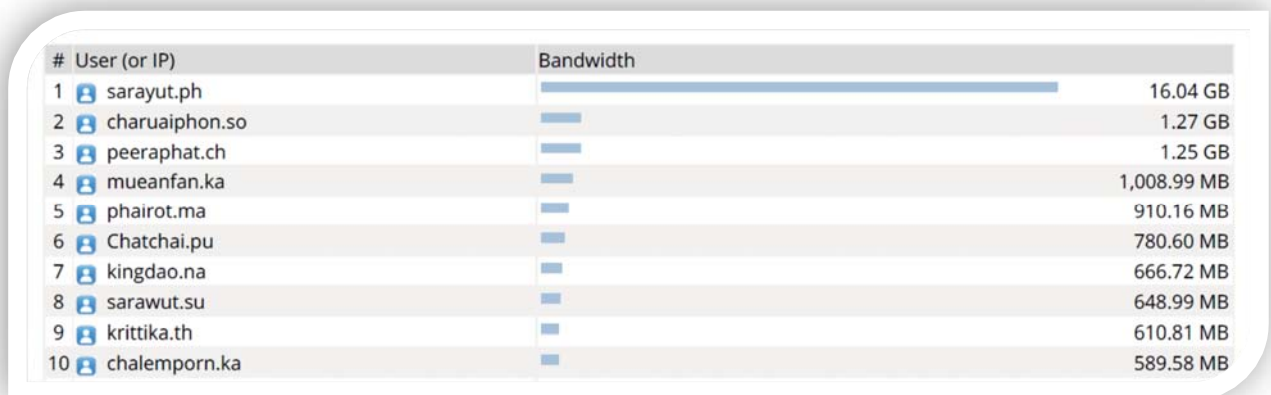 # User (or IP) Bandwidth
1 sarayut.ph 16.04 GB
2 charuaiphon.so 1.27 GB
3 peeraphat.ch 1.25 GB
4 mueanfan.ka 1,008.99 MB
5 phairot.ma 910.16 MB
6 Chatchai.pu 780.60 MB
7 kingdao.na 666.72 MB
8 sarawut.su 648.99 MB
9 krittika.th 610.81 MB
10 chalemporn.ka 589.58 MB